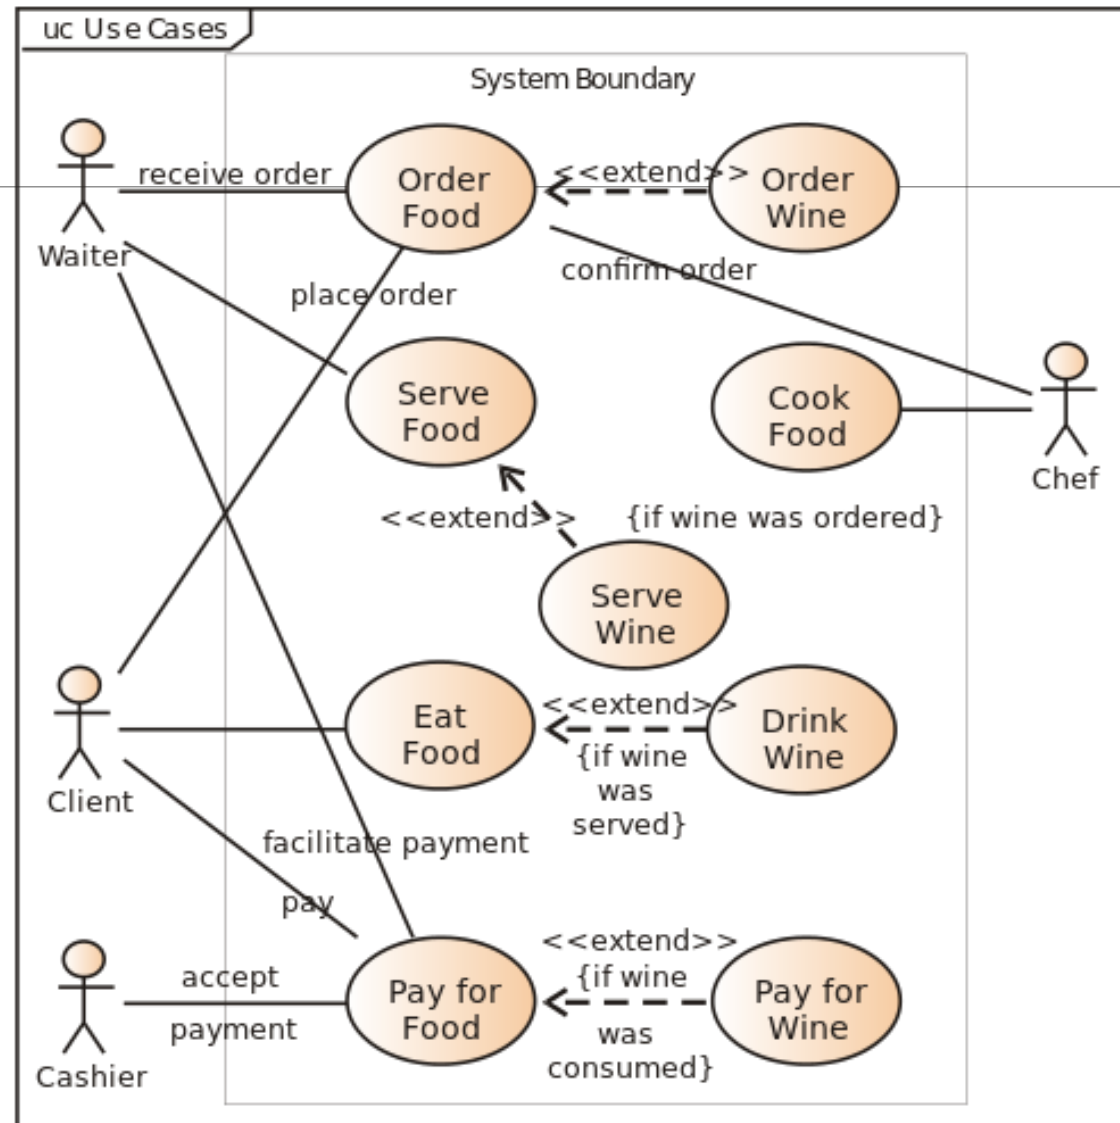 uc Use Cases
System Boundary
receive order
Order
Food
<<extend>>
Order
Wine
Waiter
confirm order
place order
Serve
Food
Cook
Food
Chef
<<extend>>
{if wine was ordered}
Serve
Wine
Client
Eat
Food
<<extend>>
{if wine
was
served}
Drink
Wine
facilitate payment
pay
accept
payment
Cashier
Pay for
Food
<<extend>>
{if wine
was
consumed}
Pay for
Wine